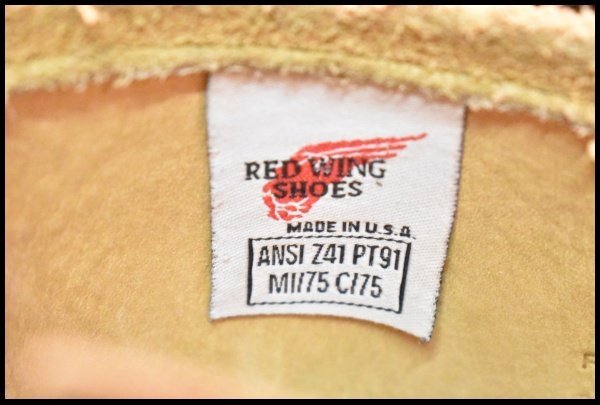 RED WING
SHOES
MADE IN U.S.A.
ANSI Z41 PT91
MI/75 C/75